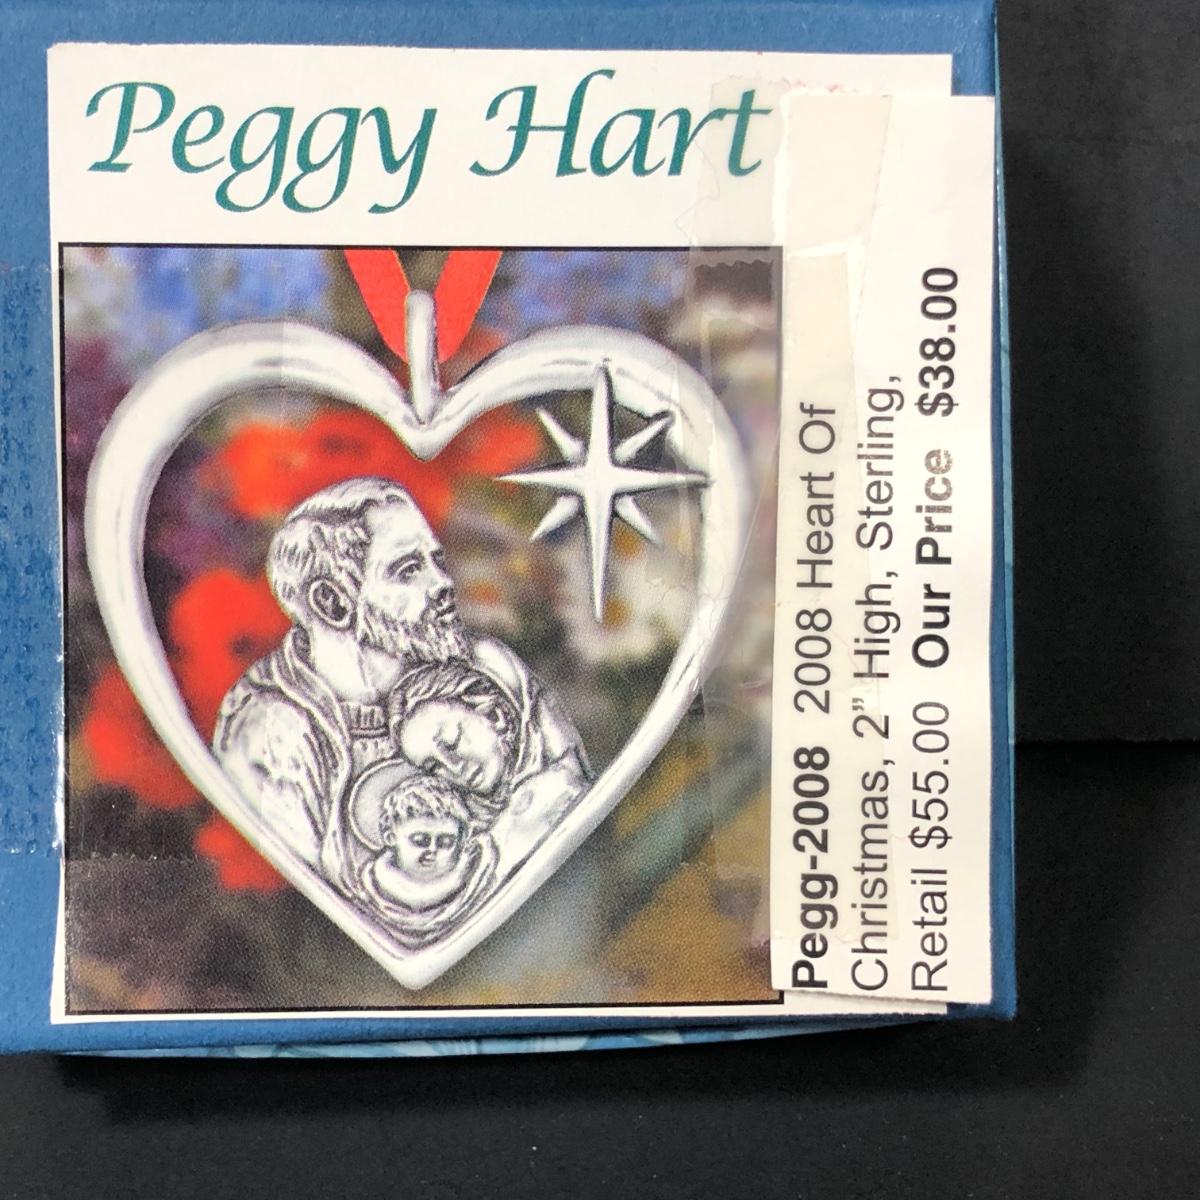 Peggy Hart
Pegg-2008 2008 Heart Of
Christmas, 2" High, Sterling,
Retail $55.00 Our Price $38.00